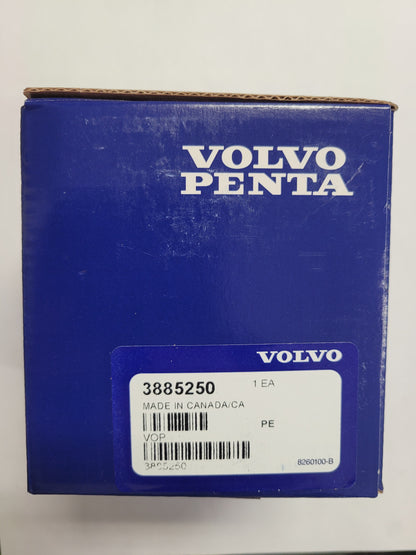 VOLVO
PENTA
VOLVO
3885250 1 EA
MADE IN CANADA/CA
PE
VOP
3885250
8260100-B